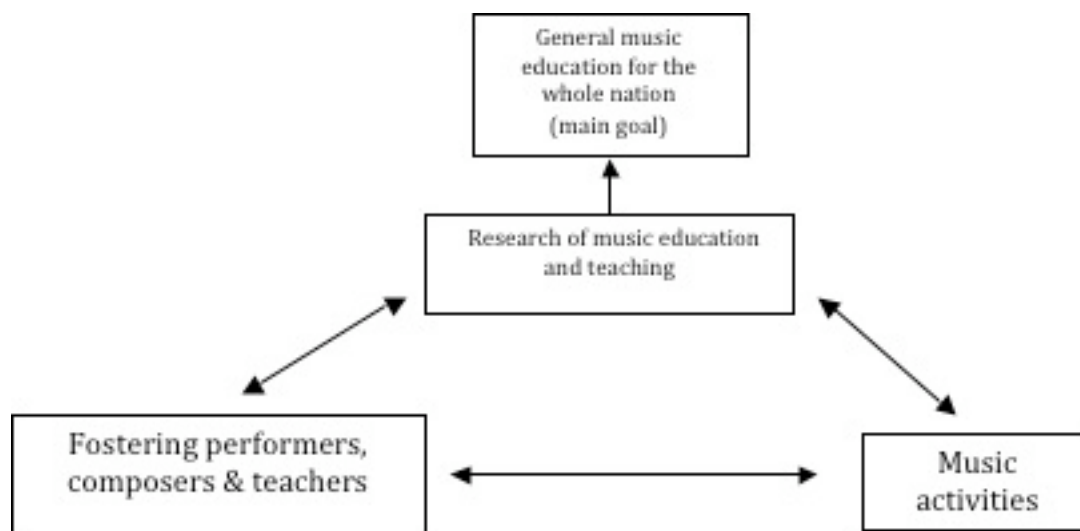 General music
education for the
whole nation
(main goal)
Research of music education
and teaching
Fostering performers,
composers & teachers
Music
activities